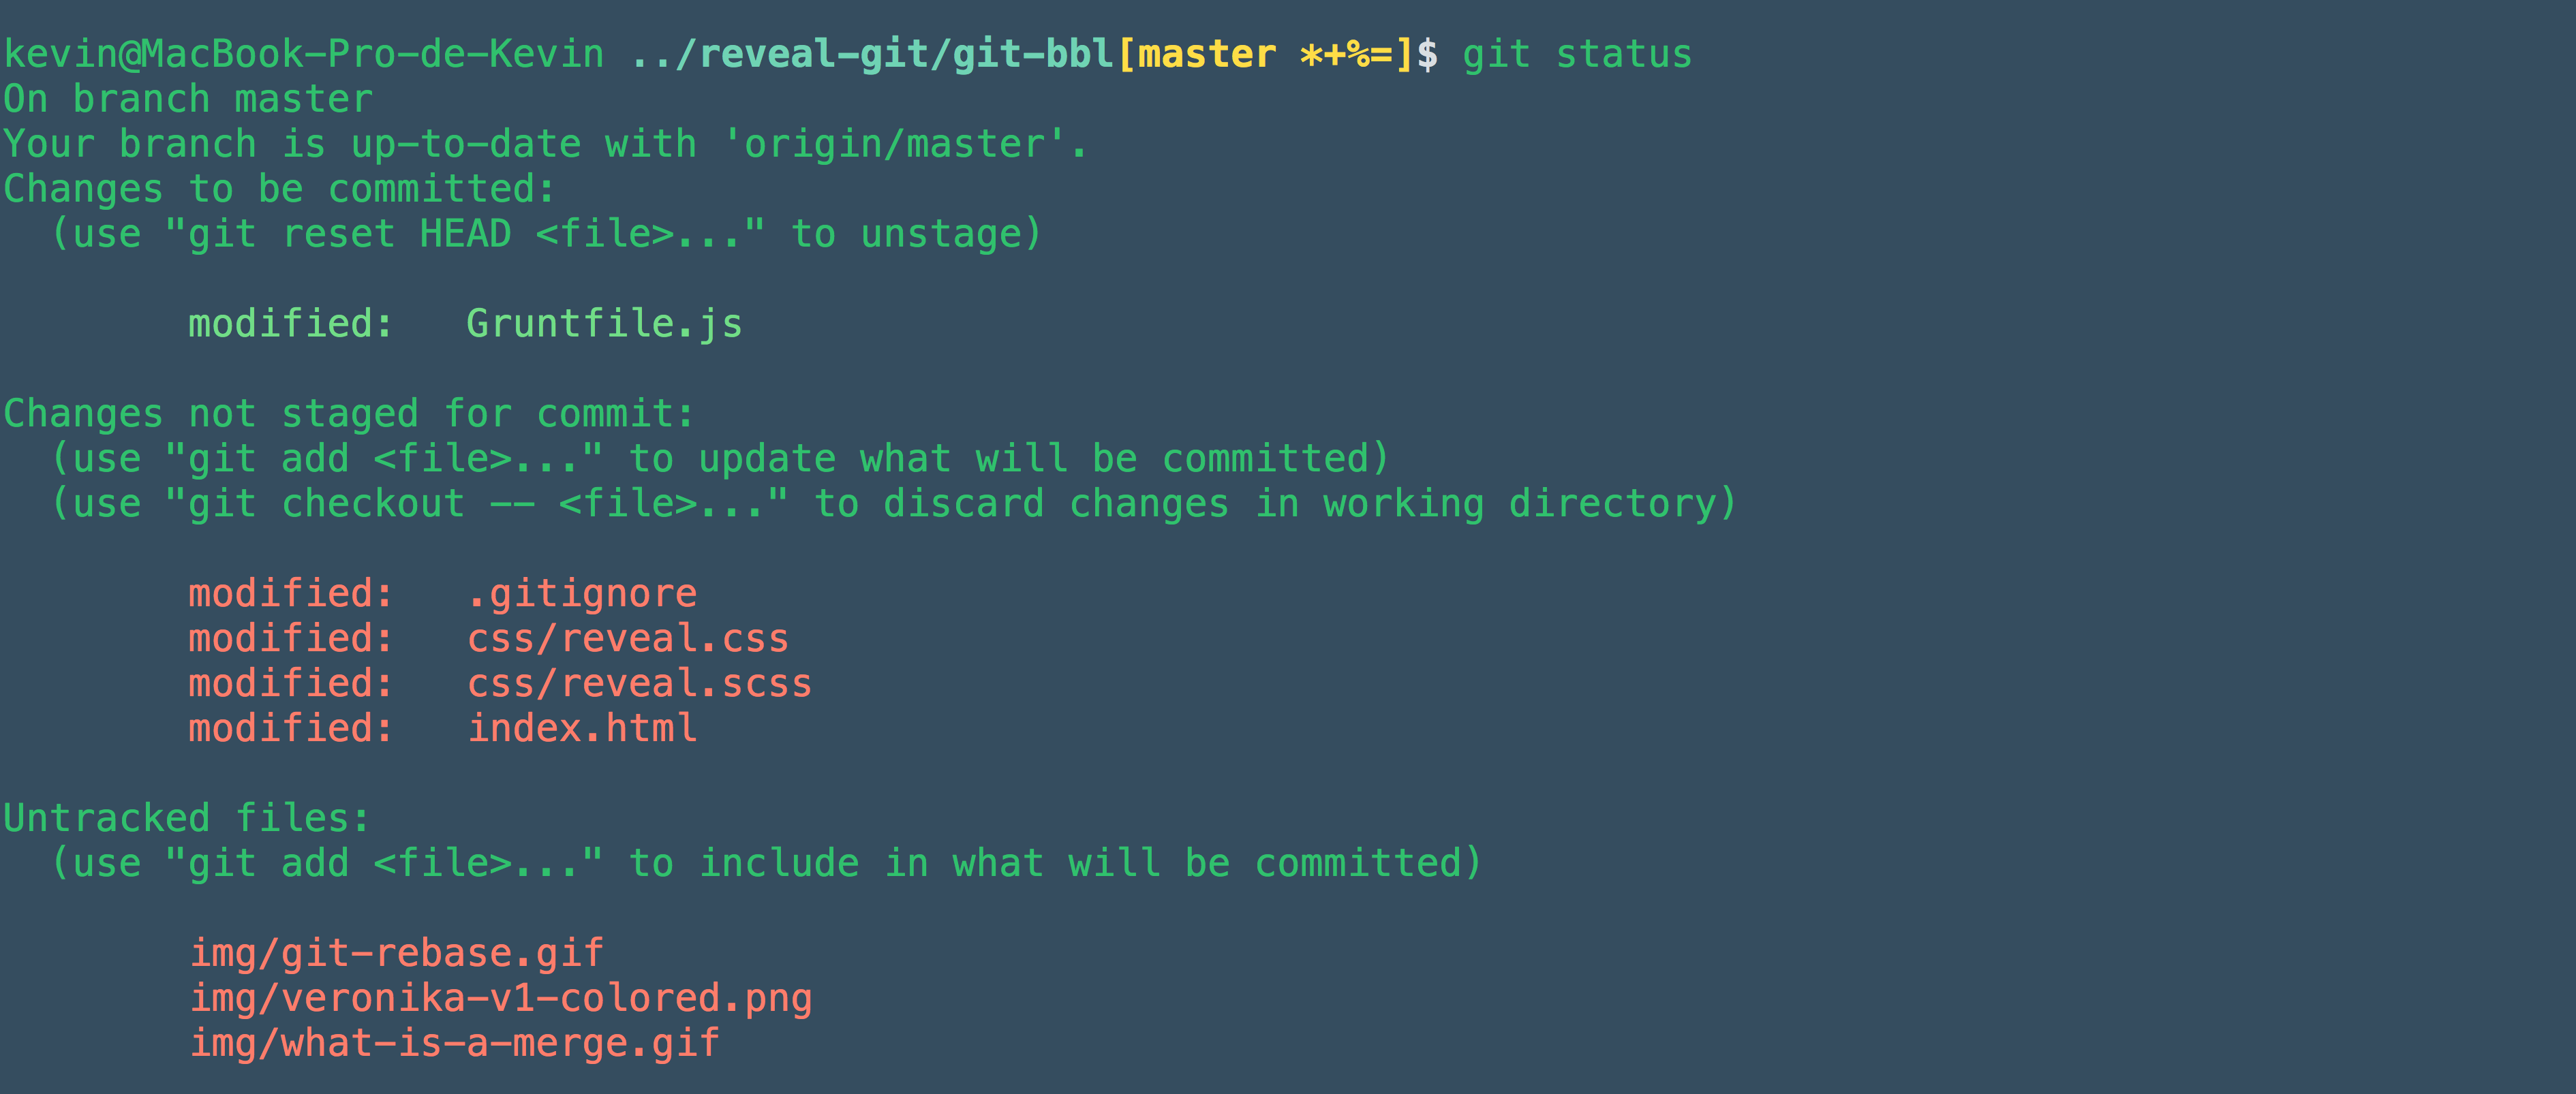 kevin@MacBook-Pro-de-Kevin ../reveal-git/git-bbl[master *+%=]$ git status
On branch master
Your branch is up-to-date with 'origin/master'.
Changes to be committed:
  (use "git reset HEAD <file>..." to unstage)

        modified:   Gruntfile.js

Changes not staged for commit:
  (use "git add <file>..." to update what will be committed)
  (use "git checkout -- <file>..." to discard changes in working directory)

        modified:   .gitignore
        modified:   css/reveal.css
        modified:   css/reveal.scss
        modified:   index.html

Untracked files:
  (use "git add <file>..." to include in what will be committed)

        img/git-rebase.gif
        img/veronika-v1-colored.png
        img/what-is-a-merge.gif